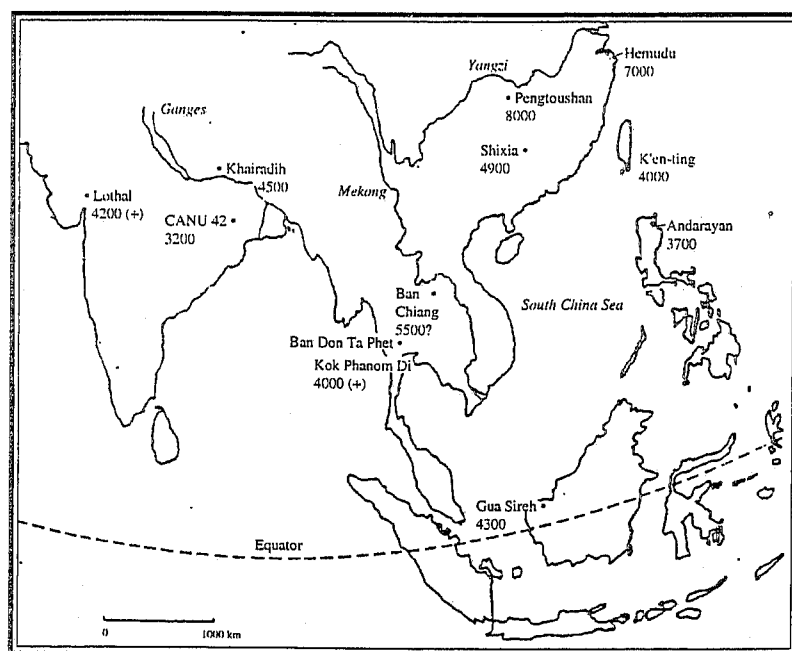 Hemudu
7000
Yangzi
Pengtoushan
8000
Ganges
Shixia
4900
K'en-ting
4000
Khairadih
4500
Mekong
Lothal
4200 (+)
CANU 42
3200
Andarayan
3700
Ban
Chiang
5500?
South China Sea
Ban Don Ta Phet
Kok Phanom Di
4000 (+)
Gua Sireh
4300
Equator
0
1000 km